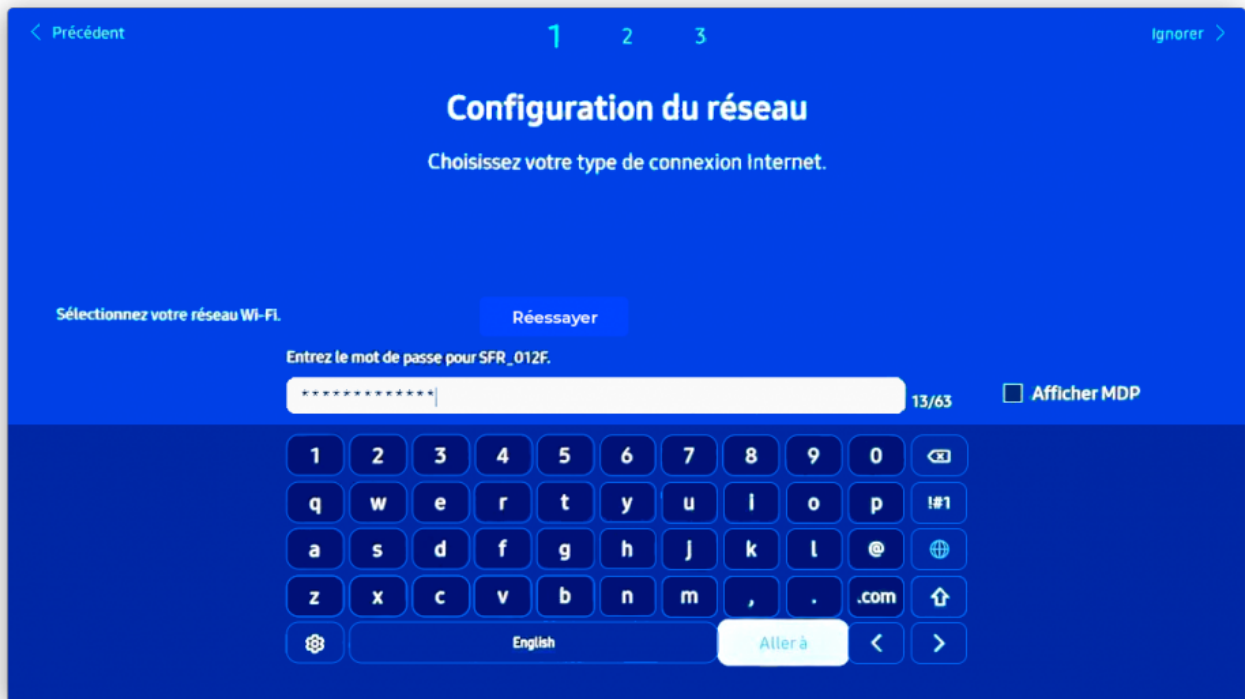 Précédent
1 2 3
Ignorer
Configuration du réseau
Choisissez votre type de connexion Internet.
Sélectionnez votre réseau Wi-Fi.
Réessayer
Entrez le mot de passe pour SFR_012F.
*************
13/63
Afficher MDP
1 2 3 4 5 6 7 8 9 0
q w e r t y u i o p !#1
a s d f g h j k l @
z x c v b n m , . .com
English Aller à < >